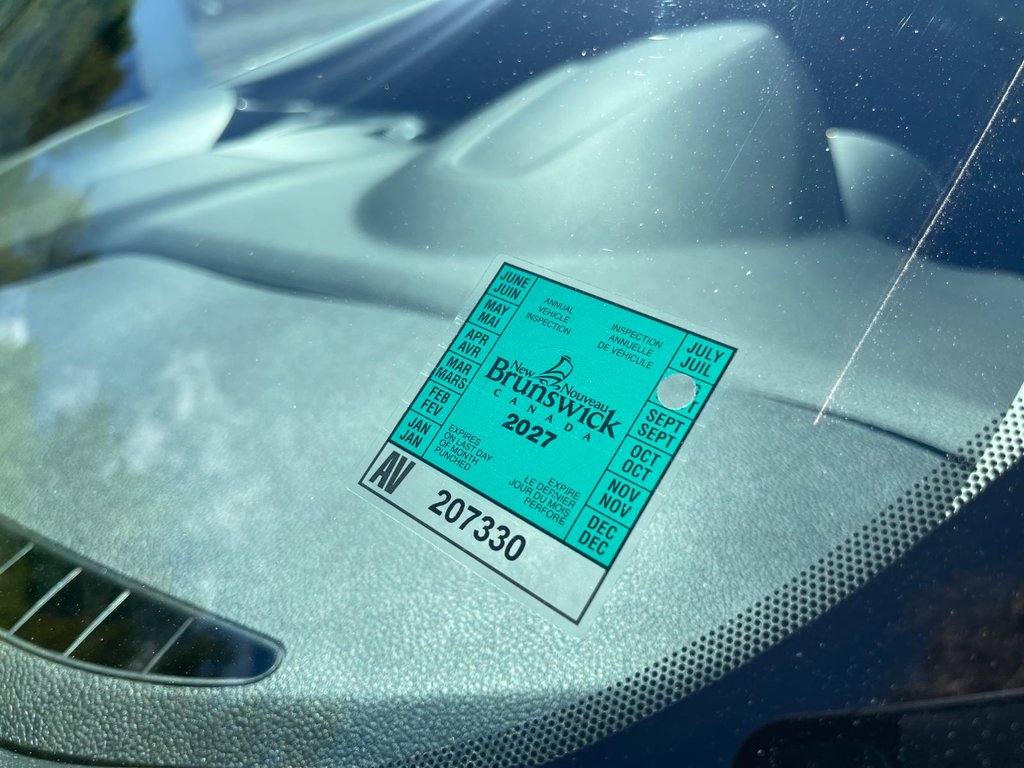 JUNE
JUIN
MAY
MAI
APR
AVR
MAR
MARS
FEB
FEV
JAN
JAN
ANNUAL
VEHICLE
INSPECTION
INSPECTION
ANNUELLE
DE VÉHICULE
New Nouveau
Brunswick
CANADA
2027
EXPIRES
ON LAST DAY
OF MONTH
PUNCHED
EXPIRE
LE DERNIER
JOUR DU MOIS
PERFORÉ
JULY
JUIL
SEPT
SEPT
OCT
OCT
NOV
NOV
DEC
DEC
AV 207330